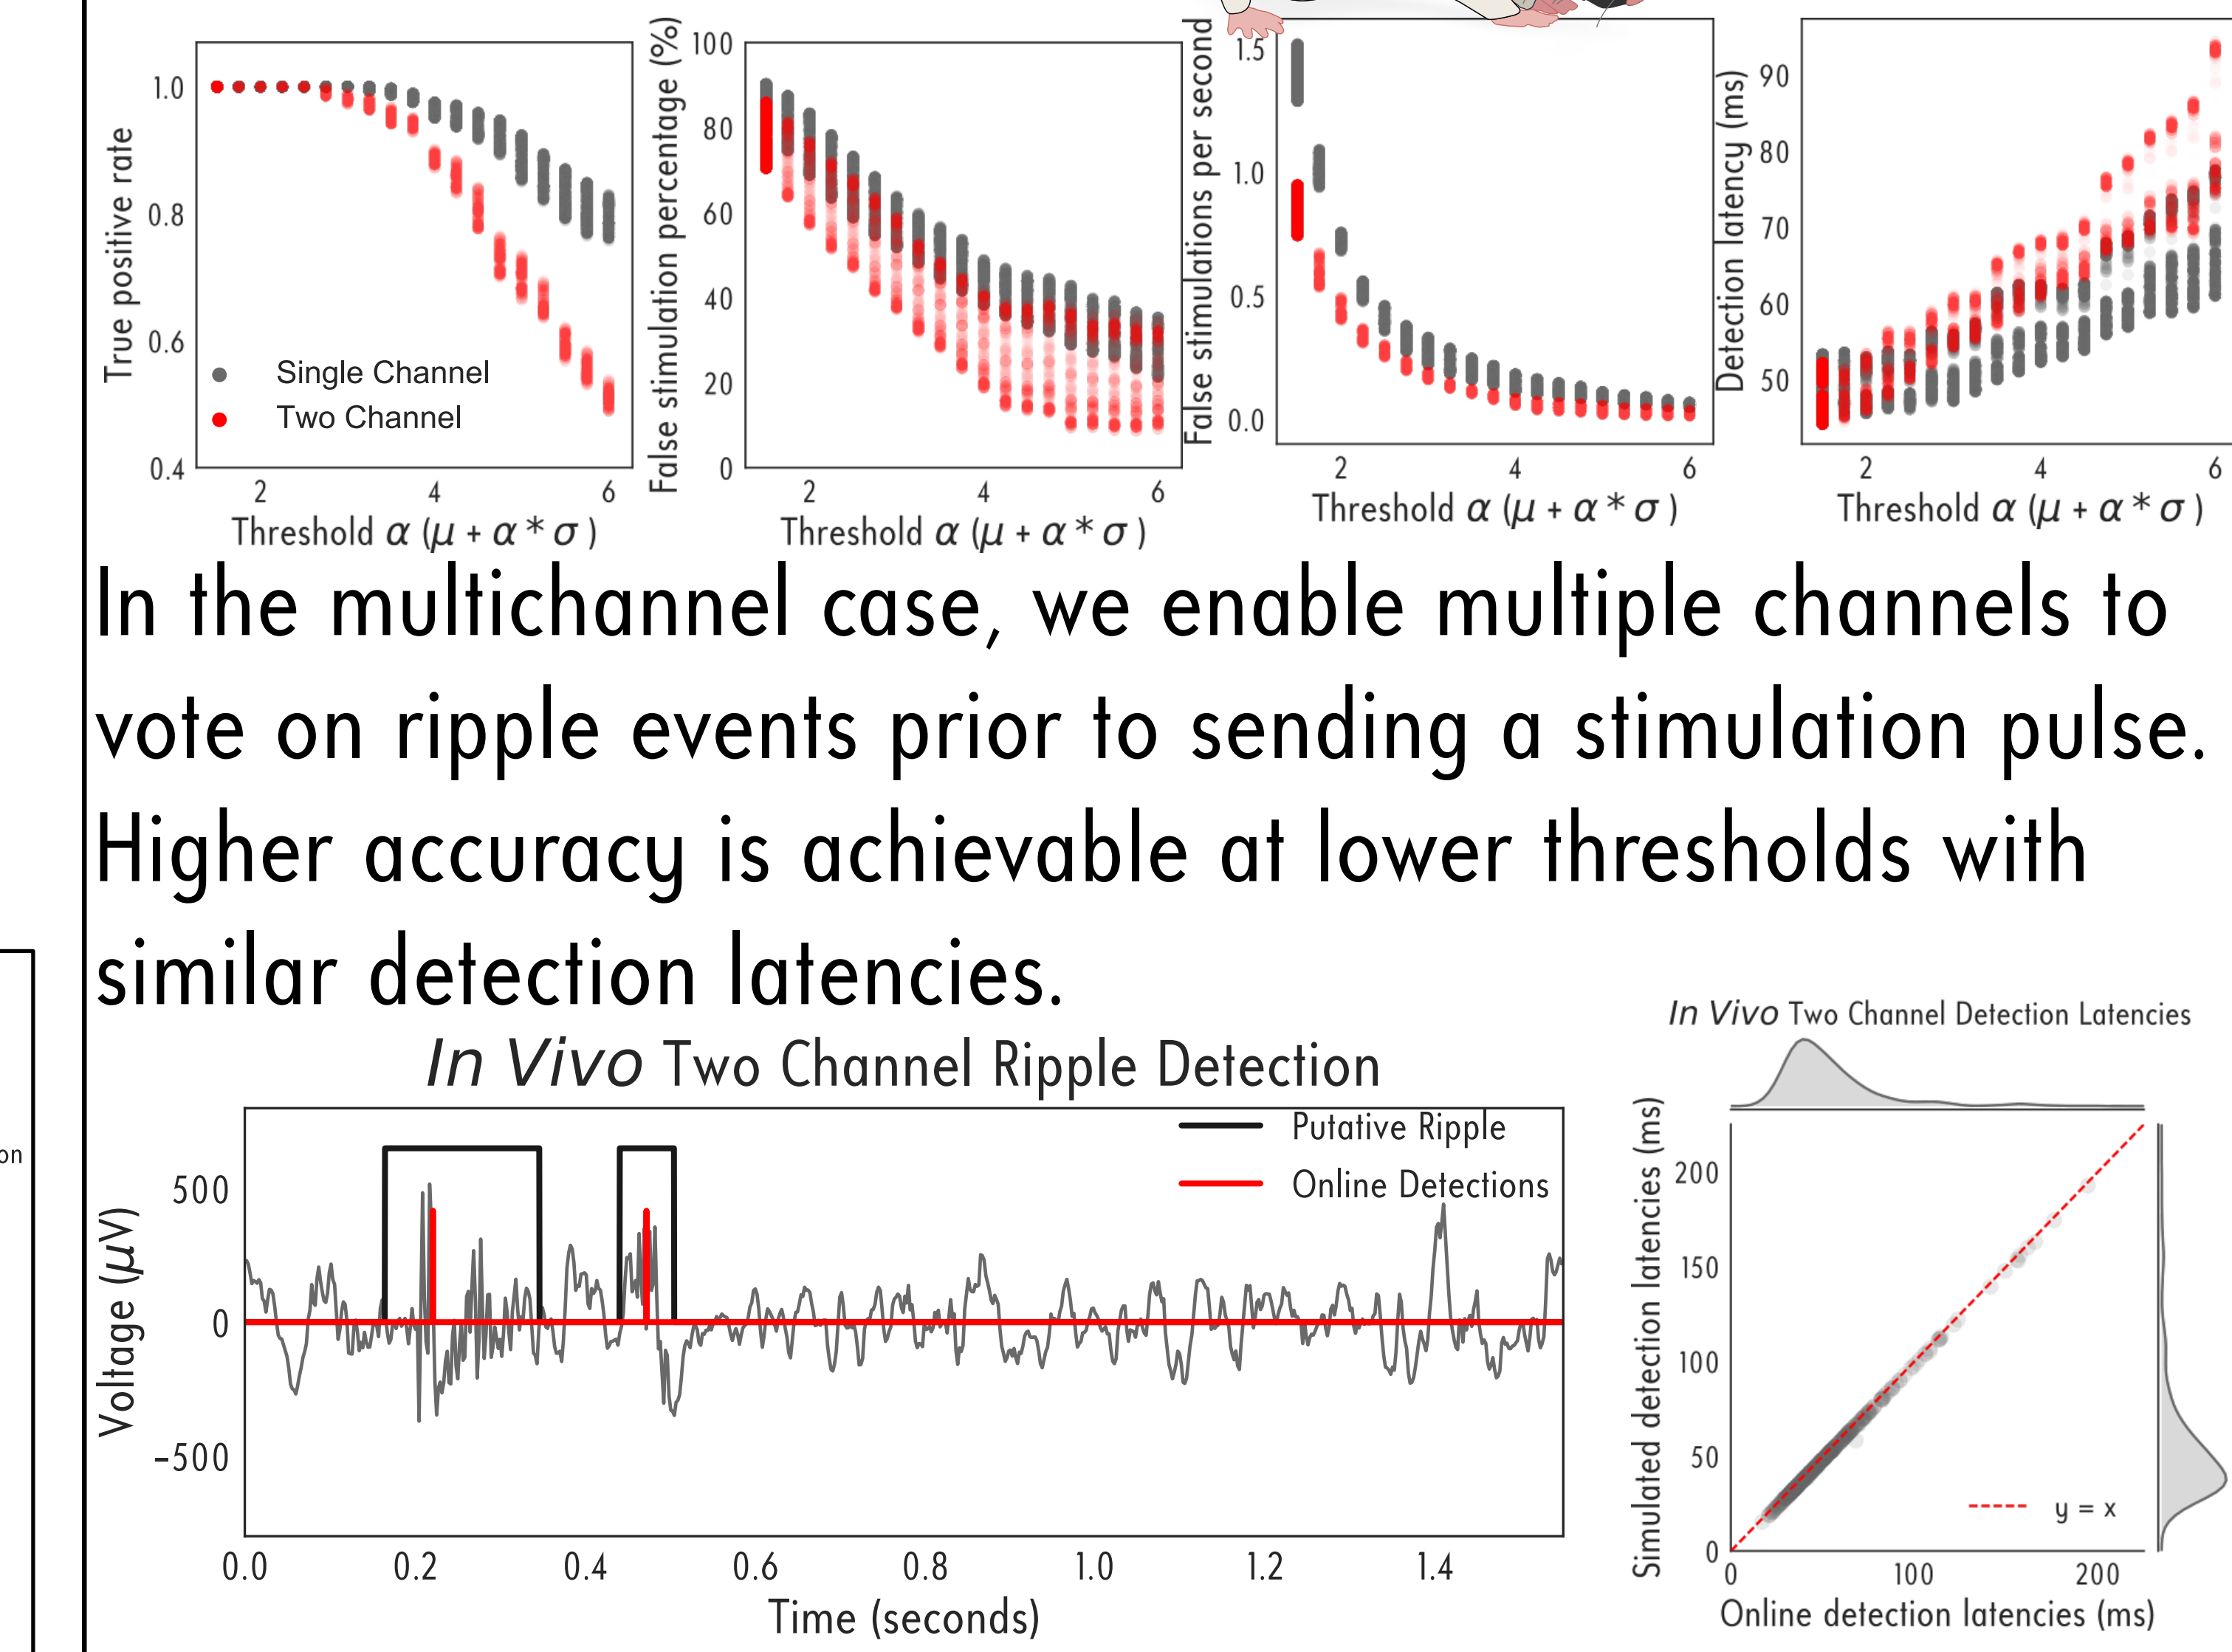 True positive rate
1.0
0.8
0.6
0.4
2 4 6
Threshold α (μ + α * σ )
Single Channel
Two Channel
False stimulation percentage (%)
100
80
60
40
20
0
2 4 6
Threshold α (μ + α * σ )
False stimulations per second
1.5
1.0
0.5
0.0
2 4 6
Threshold α (μ + α * σ )
Detection latency (ms)
90
80
70
60
50
2 4 6
Threshold α (μ + α * σ )
In the multichannel case, we enable multiple channels to
vote on ripple events prior to sending a stimulation pulse.
Higher accuracy is achievable at lower thresholds with
similar detection latencies.
on
In Vivo Two Channel Ripple Detection
Putative Ripple
Online Detections
Voltage (μV)
500
0
−500
0.0 0.2 0.4 0.6 0.8 1.0 1.2 1.4
Time (seconds)
In Vivo Two Channel Detection Latencies
Simulated detection latencies (ms)
200
150
100
50
0
y = x
0 100 200
Online detection latencies (ms)